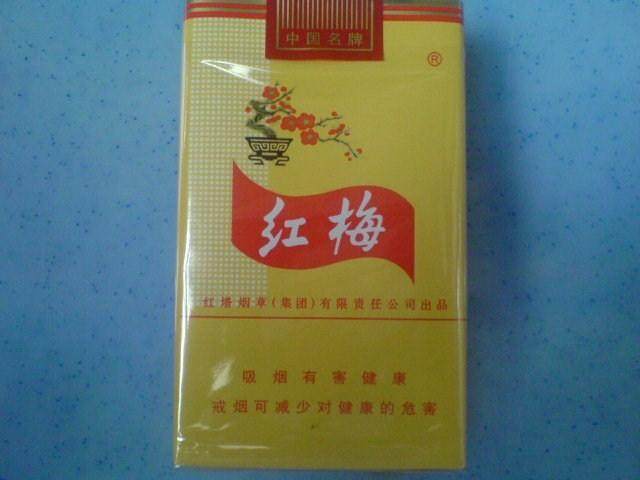 中国名牌
®
红梅
红塔烟草(集团)有限责任公司出品
吸烟有害健康
戒烟可减少对健康的危害